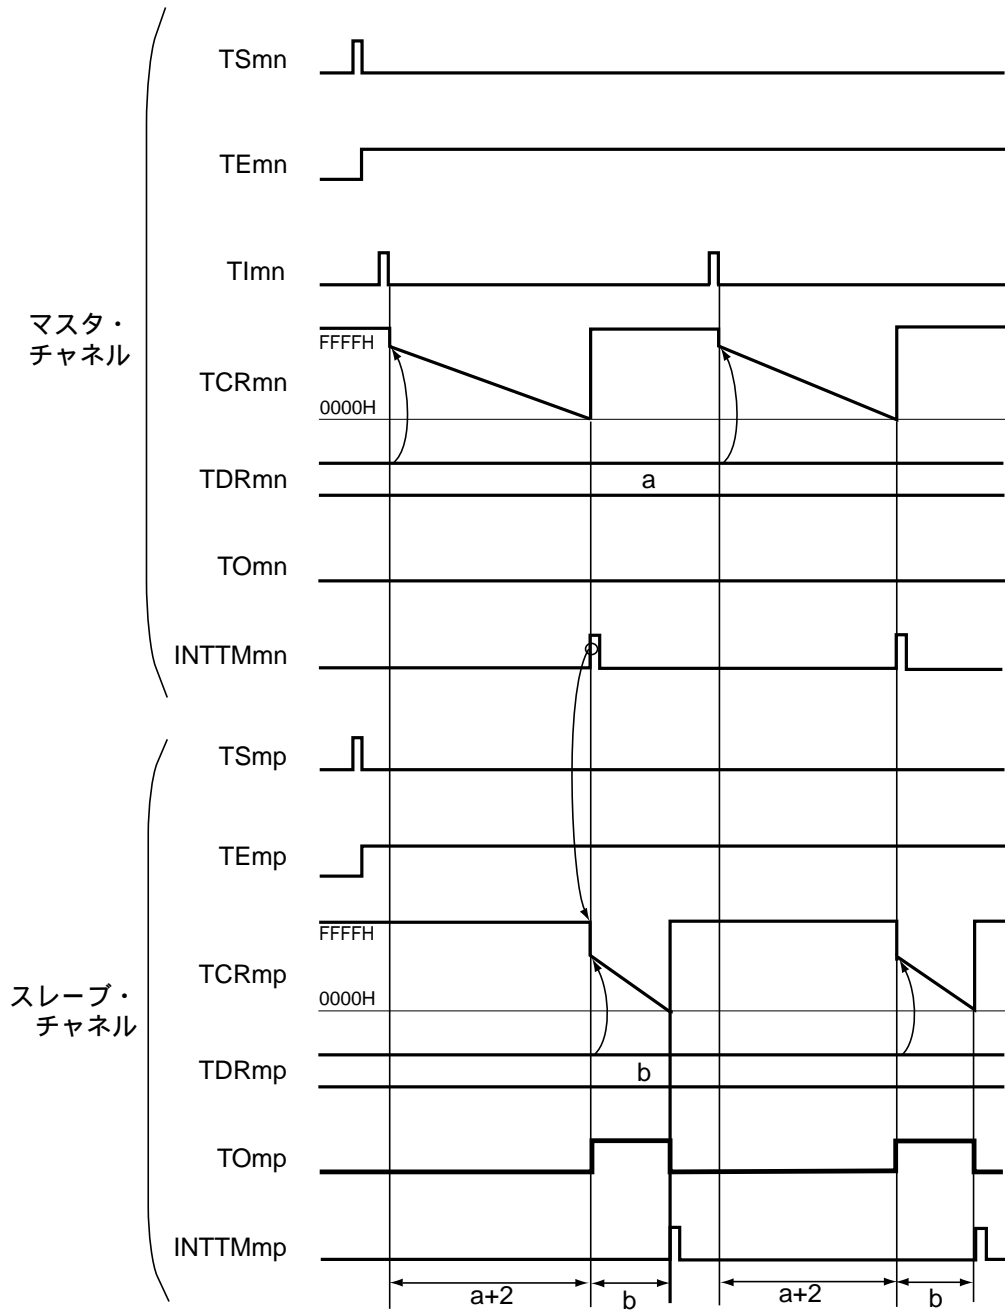 TSmn
TEmn
TImn
マスタ・
チャネル
FFFFH
TCRmn
0000H
TDRmn
a
TOmn
INTTMmn
TSmp
TEmp
FFFFH
TCRmp
スレーブ・
チャネル
0000H
TDRmp
b
TOmp
INTTMmp
a+2
b
a+2
b